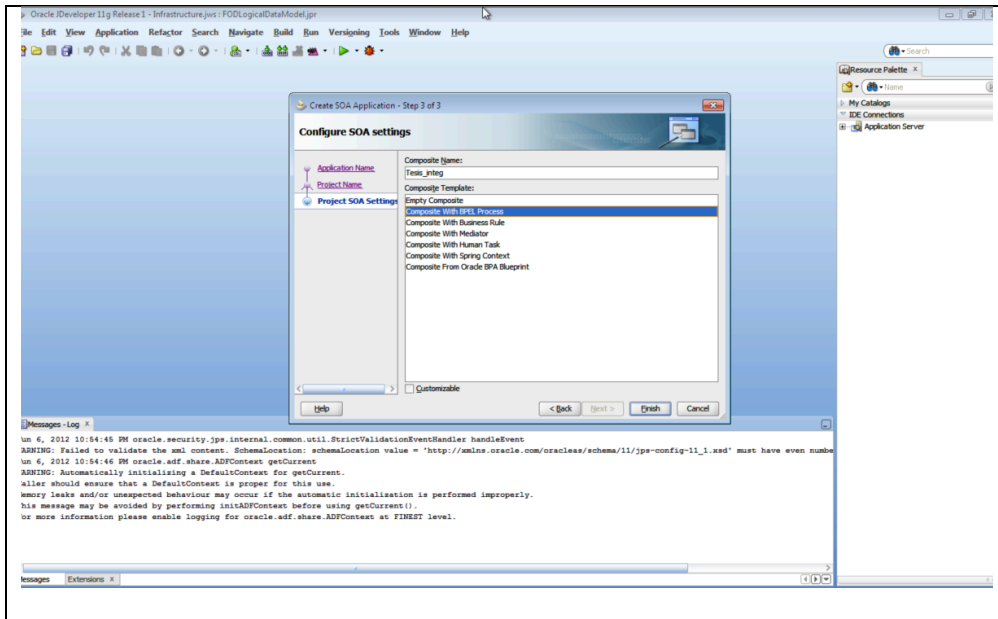 Oracle JDeveloper 11g Release 1 - Infrastructure.jws : FODLogicalDataModel.jpr
File Edit View Application Refactor Search Navigate Build Run Versioning Tools Window Help
Search
Resource Palette x
Name
My Catalogs
IDE Connections
Application Server
Create SOA Application - Step 3 of 3
Configure SOA settings
Application Name
Project Name
Project SOA Settings
Composite Name:
Tesis_integ
Composite Template:
Empty Composite
Composite With BPEL Process
Composite With Business Rule
Composite With Mediator
Composite With Human Task
Composite With Spring Context
Composite From Oracle BPA Blueprint
Customizable
Help
< Back
Next >
Finish
Cancel
Messages - Log x
un 6, 2012 10:54:45 PM oracle.security.jps.internal.common.util.StrictValidationEventHandler handleEvent
ARNING: Failed to validate the xml content. SchemaLocation: schemaLocation value = 'http://xmlns.oracle.com/oracleas/schema/11/jps-config-11_1.xsd' must have even numbe
un 6, 2012 10:54:46 PM oracle.adf.share.ADFContext getCurrent
ARNING: Automatically initializing a DefaultContext for getCurrent.
aller should ensure that a DefaultContext is proper for this use.
emory leaks and/or unexpected behaviour may occur if the automatic initialization is performed improperly.
his message may be avoided by performing initADFContext before using getCurrent().
or more information please enable logging for oracle.adf.share.ADFContext at FINEST level.
Messages
Extensions x